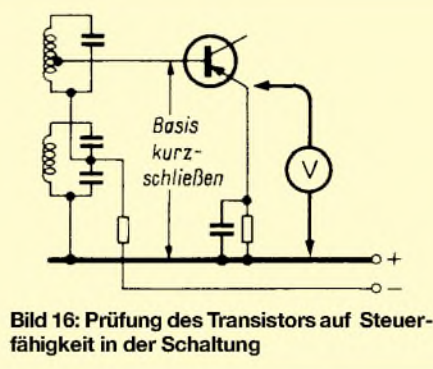 Basis
kurz-
schließen
V
+
−
Bild 16: Prüfung des Transistors auf Steuer-
fähigkeit in der Schaltung